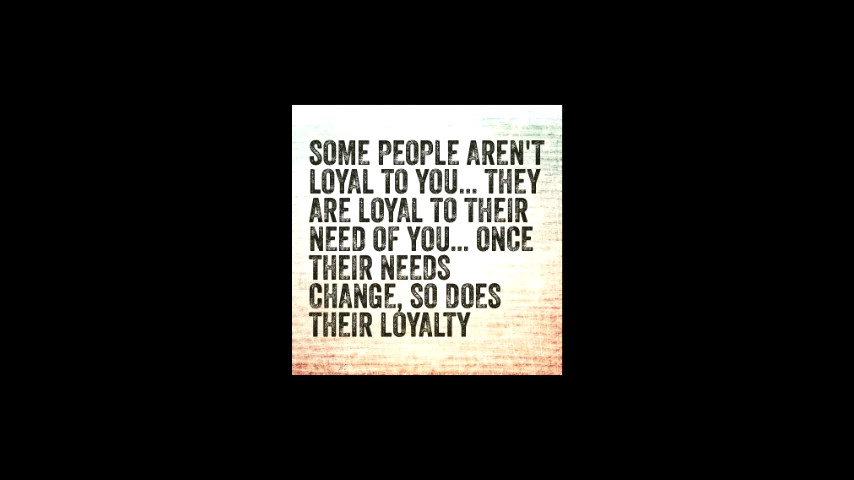 SOME PEOPLE AREN'T
LOYAL TO YOU... THEY
ARE LOYAL TO THEIR
NEED OF YOU... ONCE
THEIR NEEDS
CHANGE, SO DOES
THEIR LOYALTY